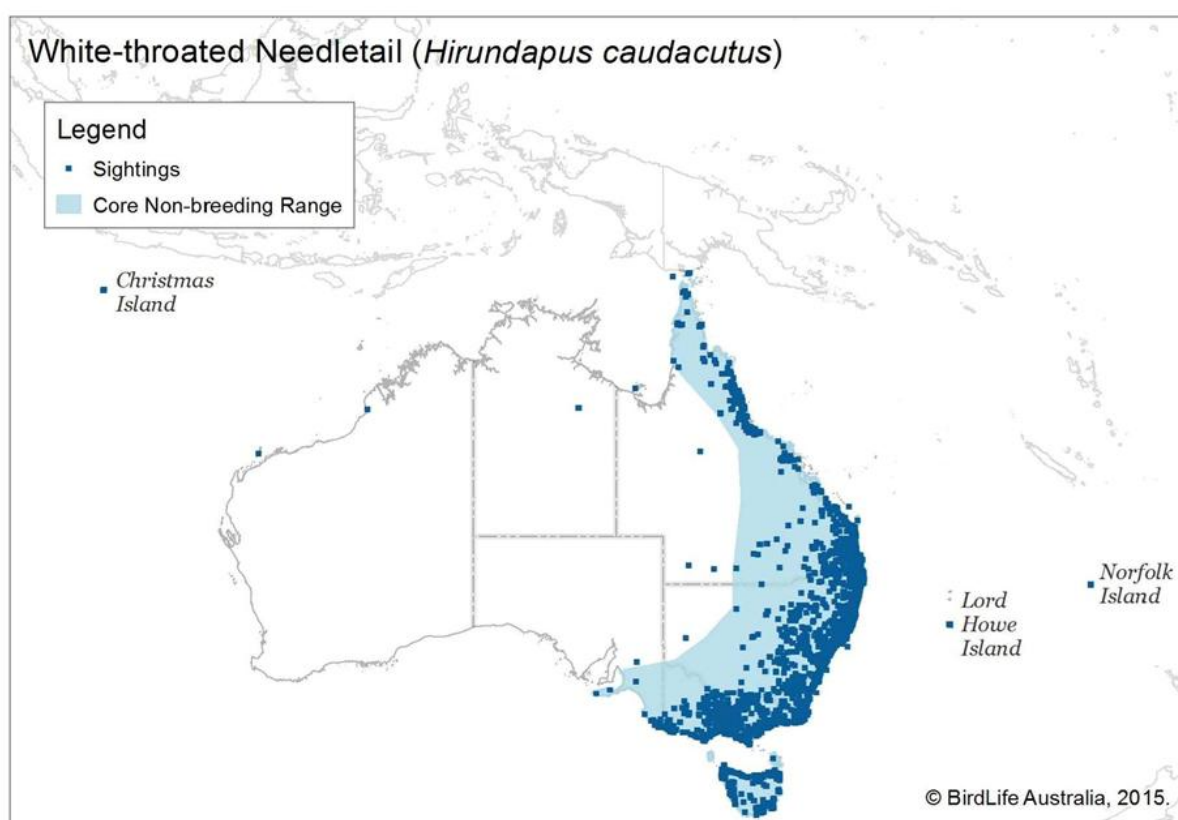 White-throated Needletail (Hirundapus caudacutus)
Legend
Sightings
Core Non-breeding Range
Christmas
Island
Norfolk
Island
Lord
Howe
Island
© BirdLife Australia, 2015.